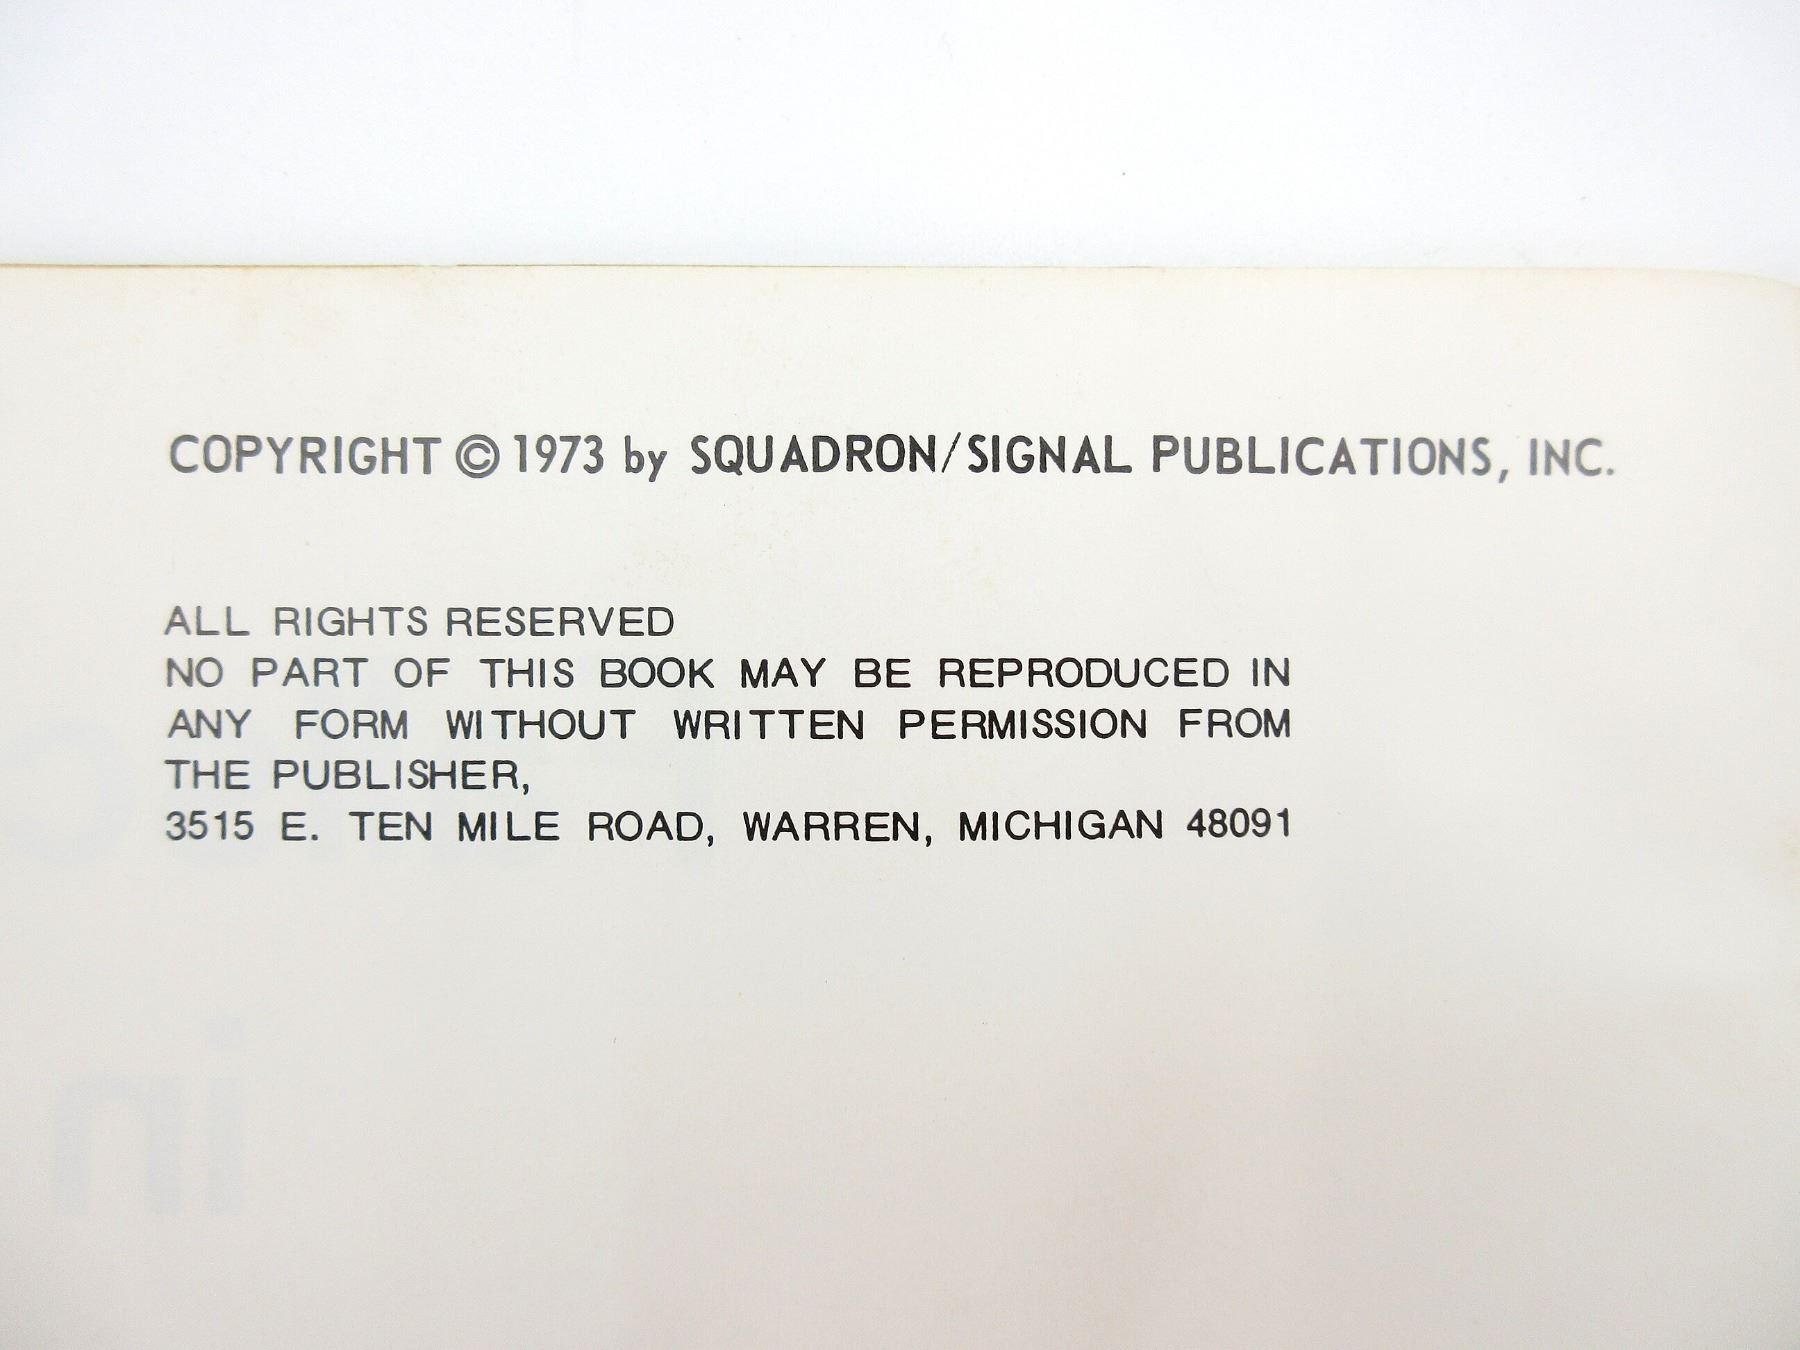 COPYRIGHT © 1973 by SQUADRON/SIGNAL PUBLICATIONS, INC.
ALL RIGHTS RESERVED
NO PART OF THIS BOOK MAY BE REPRODUCED IN
ANY FORM WITHOUT WRITTEN PERMISSION FROM
THE PUBLISHER,
3515 E. TEN MILE ROAD, WARREN, MICHIGAN 48091